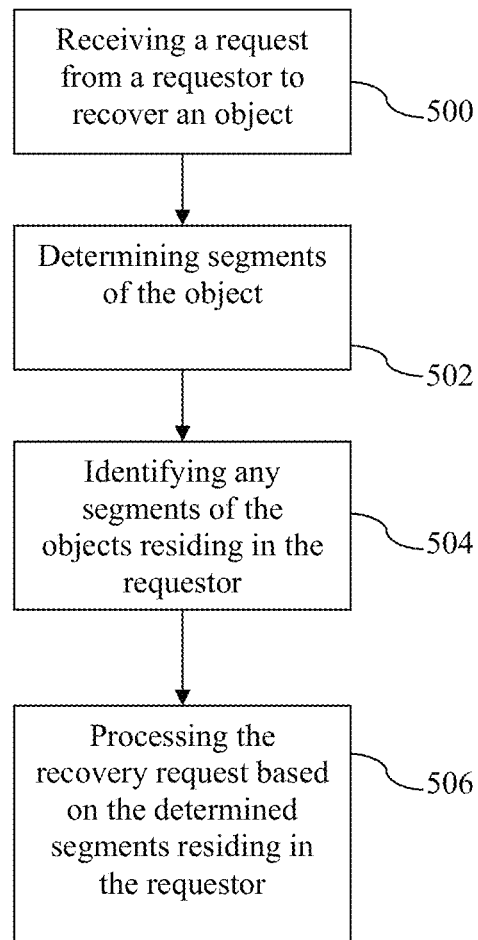 Receiving a request
from a requestor to
recover an object
500
Determining segments
of the object
502
Identifying any
segments of the
objects residing in the
requestor
504
Processing the
recovery request based
on the determined
segments residing in
the requestor
506